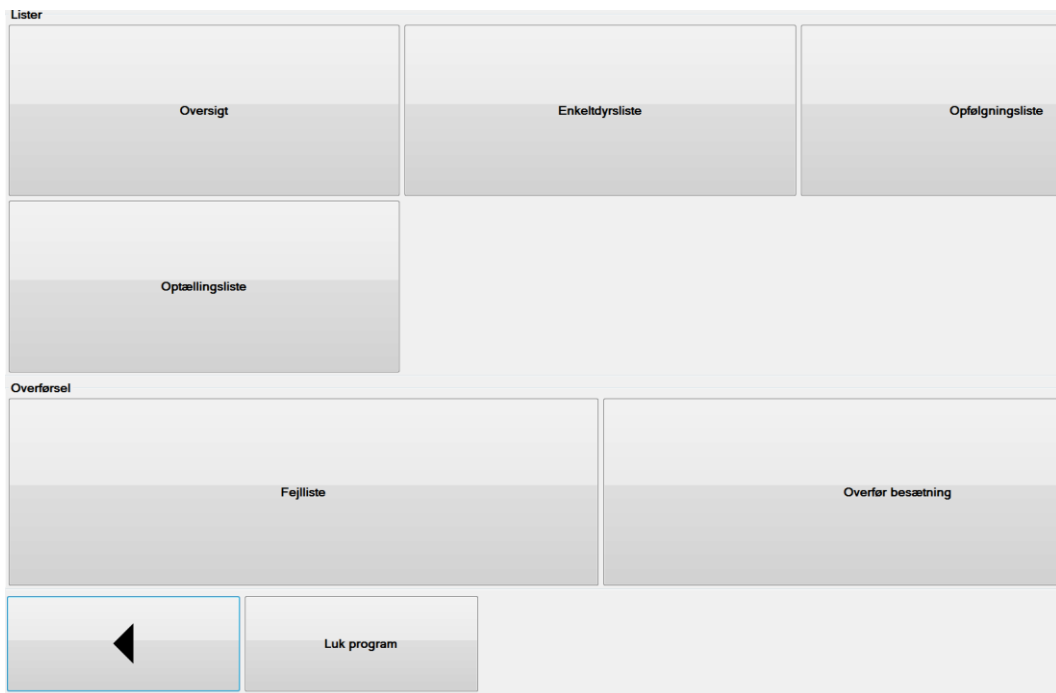 Lister
Oversigt
Enkeltdyrsliste
Opfølgningsliste
Optællingsliste
Overførsel
Fejlliste
Overfør besætning
Luk program